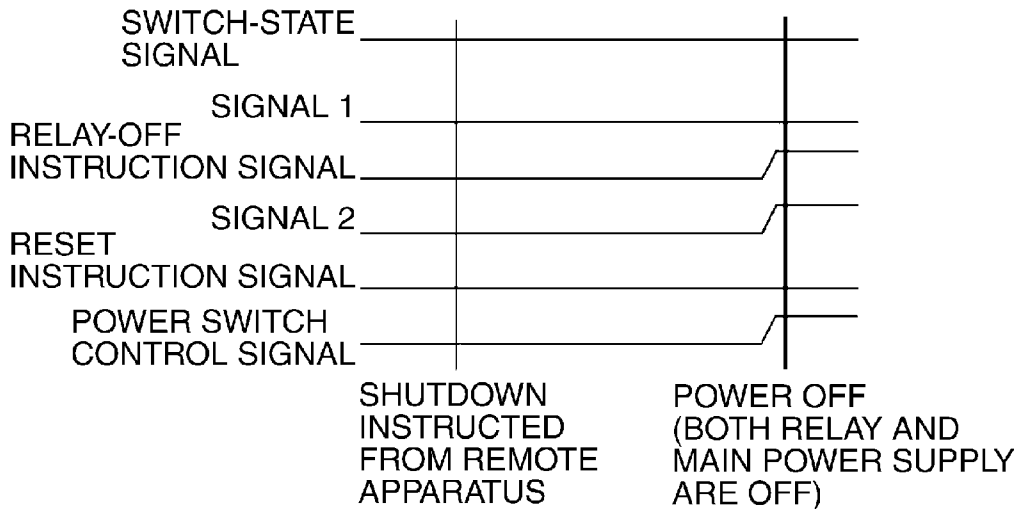 SWITCH-STATE
SIGNAL
SIGNAL 1
RELAY-OFF
INSTRUCTION SIGNAL
SIGNAL 2
RESET
INSTRUCTION SIGNAL
POWER SWITCH
CONTROL SIGNAL
SHUTDOWN
INSTRUCTED
FROM REMOTE
APPARATUS
POWER OFF
(BOTH RELAY AND
MAIN POWER SUPPLY
ARE OFF)